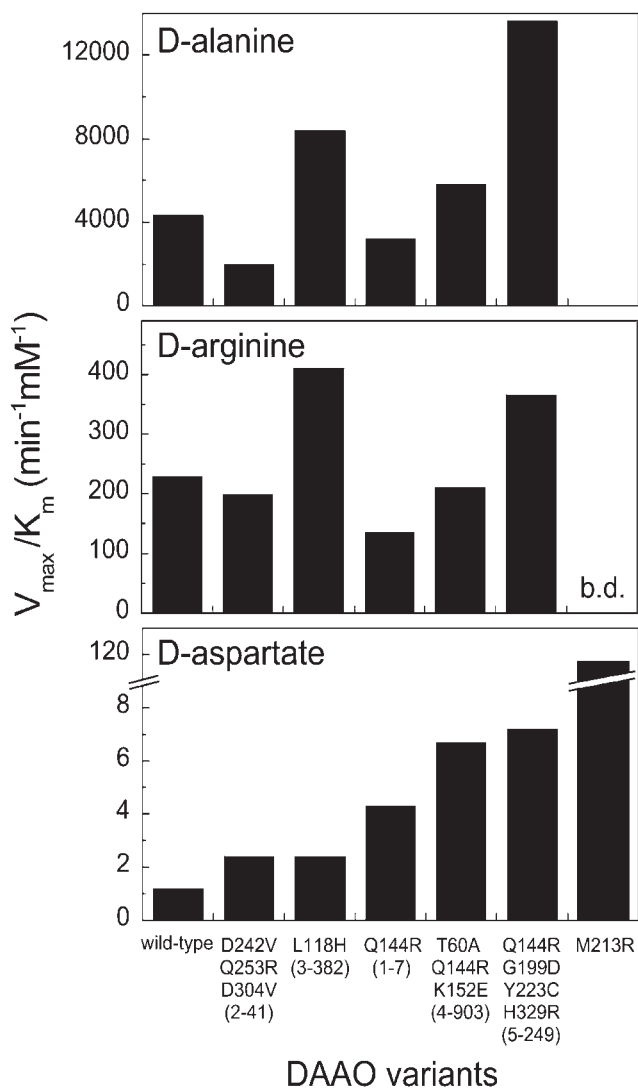 D-alanine
12000
8000
4000
0
D-arginine
400
300
200
100
0
b.d.
D-aspartate
120
8
6
4
2
0
V_max/K_m (min⁻¹mM⁻¹)
wild-type D242V L118H Q144R T60A Q144R M213R
Q253R (3-382) (1-7) Q144R G199D
D304V K152E Y223C
(2-41) (4-903) H329R
(5-249)
DAAO variants